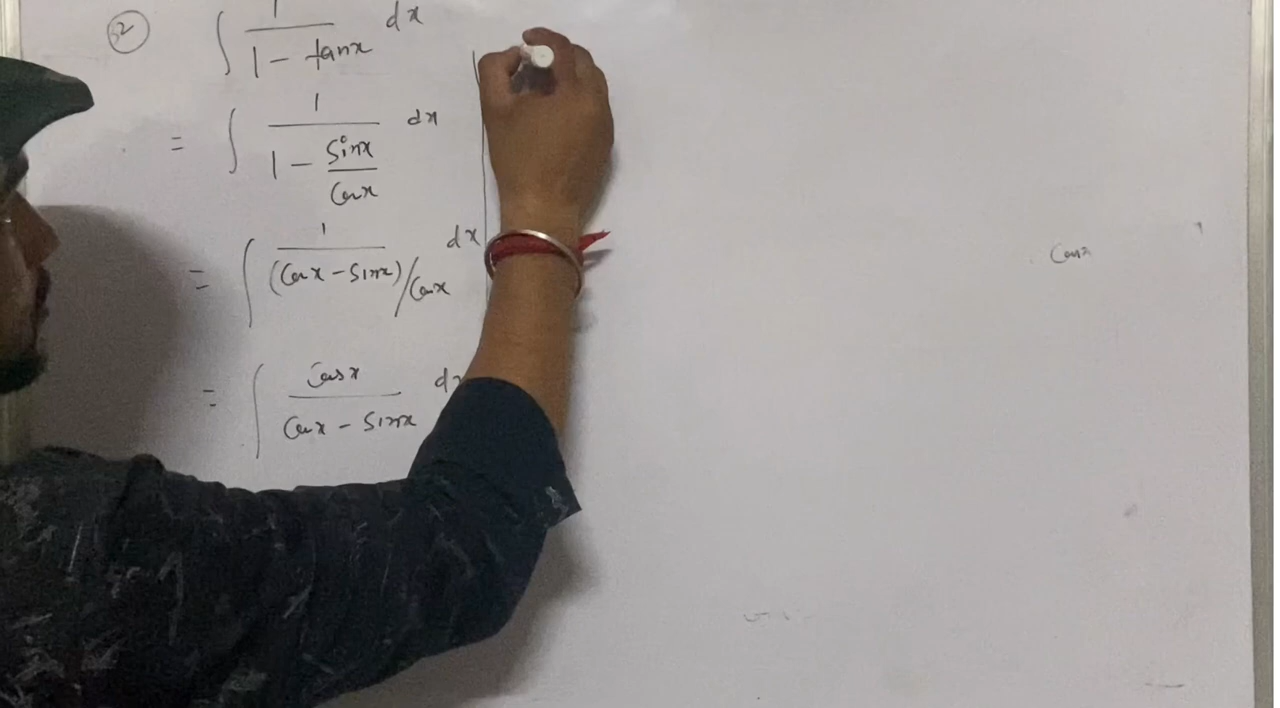 32 ∫ 1/(1 - tanx) dx
= ∫ 1/(1 - Sinx/Cosx) dx
= ∫ 1/((Cosx - Sinx)/Cosx) dx
= ∫ Cosx/(Cosx - Sinx) dx
Cosx